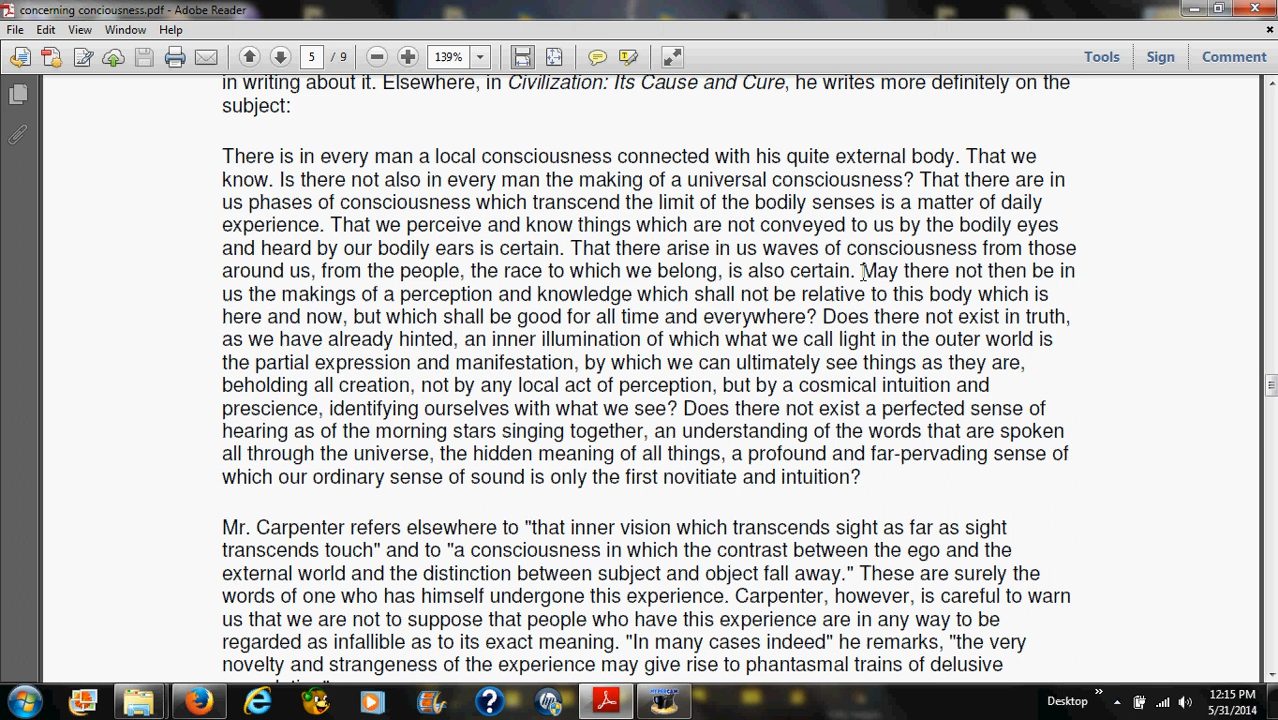 concerning conciousness.pdf - Adobe Reader
File Edit View Window Help
5 / 9 139% Tools Sign Comment
in writing about it. Elsewhere, in Civilization: Its Cause and Cure, he writes more definitely on the
subject:
There is in every man a local consciousness connected with his quite external body. That we
know. Is there not also in every man the making of a universal consciousness? That there are in
us phases of consciousness which transcend the limit of the bodily senses is a matter of daily
experience. That we perceive and know things which are not conveyed to us by the bodily eyes
and heard by our bodily ears is certain. That there arise in us waves of consciousness from those
around us, from the people, the race to which we belong, is also certain. May there not then be in
us the makings of a perception and knowledge which shall not be relative to this body which is
here and now, but which shall be good for all time and everywhere? Does there not exist in truth,
as we have already hinted, an inner illumination of which what we call light in the outer world is
the partial expression and manifestation, by which we can ultimately see things as they are,
beholding all creation, not by any local act of perception, but by a cosmical intuition and
prescience, identifying ourselves with what we see? Does there not exist a perfected sense of
hearing as of the morning stars singing together, an understanding of the words that are spoken
all through the universe, the hidden meaning of all things, a profound and far-pervading sense of
which our ordinary sense of sound is only the first novitiate and intuition?
Mr. Carpenter refers elsewhere to "that inner vision which transcends sight as far as sight
transcends touch" and to "a consciousness in which the contrast between the ego and the
external world and the distinction between subject and object fall away." These are surely the
words of one who has himself undergone this experience. Carpenter, however, is careful to warn
us that we are not to suppose that people who have this experience are in any way to be
regarded as infallible as to its exact meaning. "In many cases indeed" he remarks, "the very
novelty and strangeness of the experience may give rise to phantasmal trains of delusive
Desktop » 12:15 PM
5/31/2014